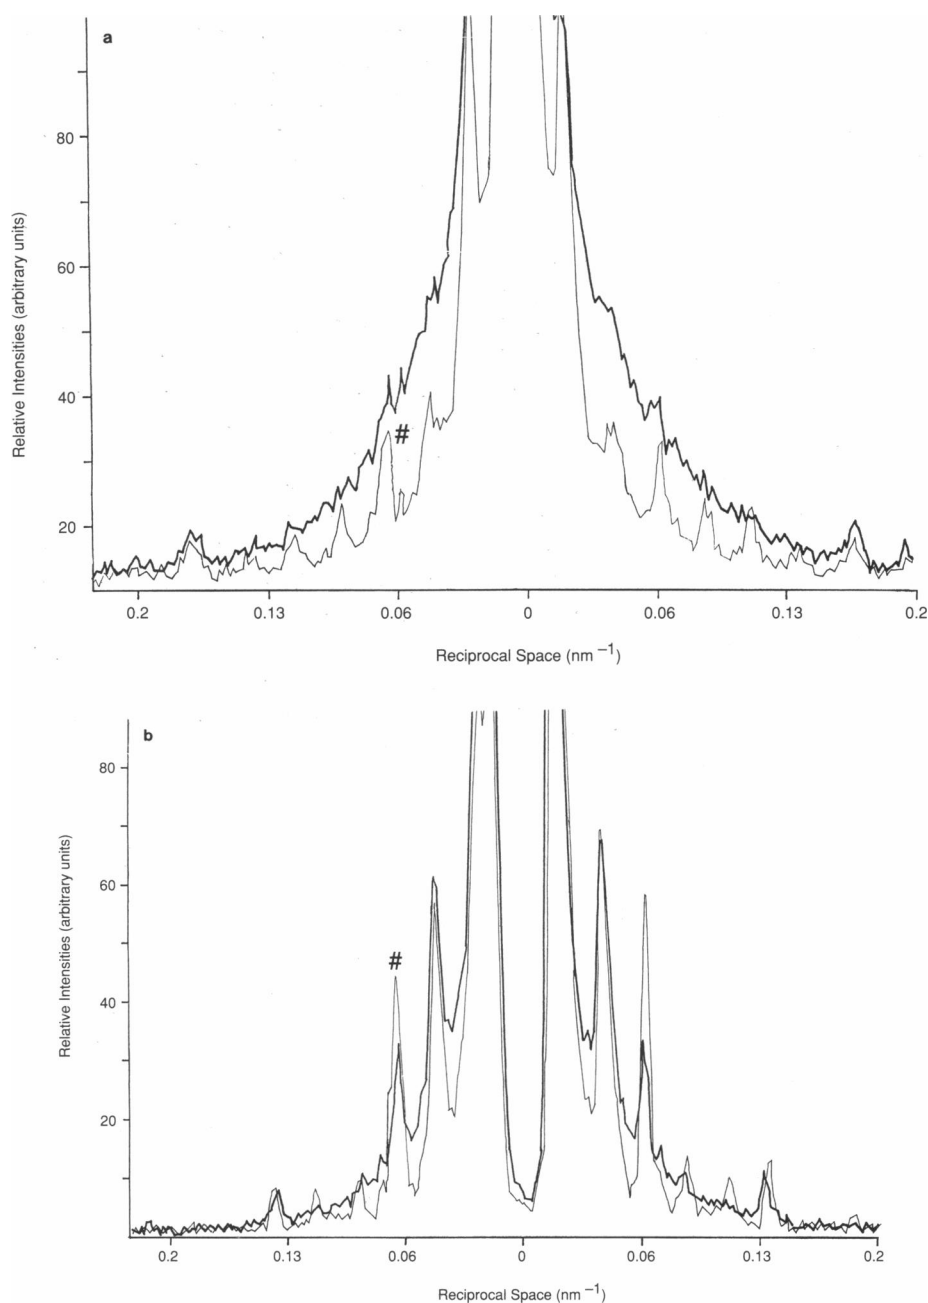 a
80
60
40
20
Relative Intensities (arbitrary units)
#
0.2 0.13 0.06 0 0.06 0.13 0.2
Reciprocal Space (nm −1)
b
80
60
40
20
Relative Intensities (arbitrary units)
#
0.2 0.13 0.06 0 0.06 0.13 0.2
Reciprocal Space (nm −1)